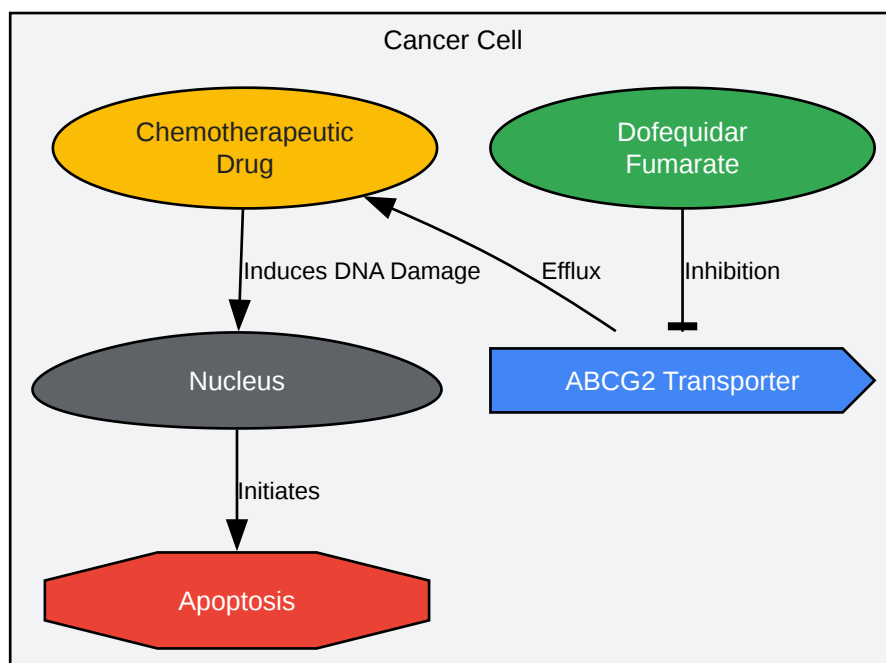 Cancer Cell
Chemotherapeutic
Drug
Dofequidar
Fumarate
Induces DNA Damage
Efflux
Inhibition
Nucleus
ABCG2 Transporter
Initiates
Apoptosis